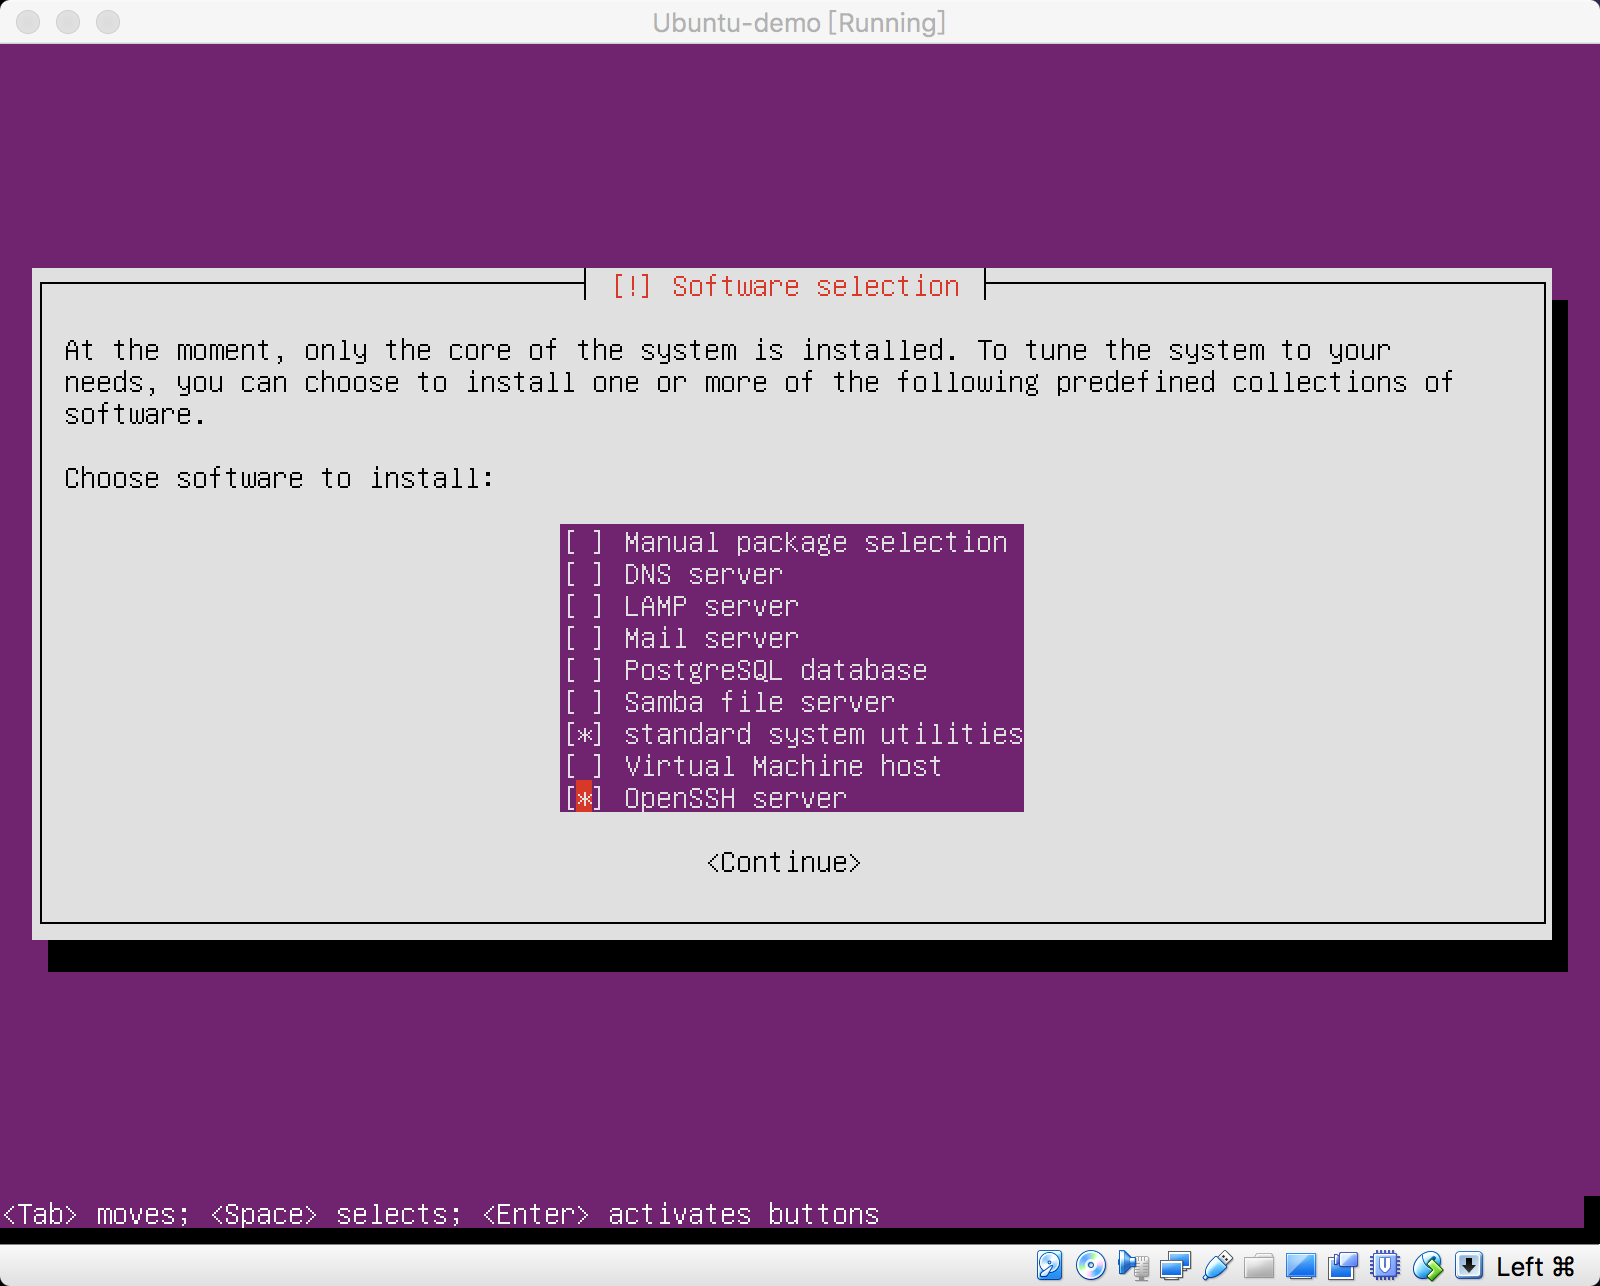 Ubuntu-demo [Running]
[!] Software selection
At the moment, only the core of the system is installed. To tune the system to your
needs, you can choose to install one or more of the following predefined collections of
software.
Choose software to install:
[ ] Manual package selection
[ ] DNS server
[ ] LAMP server
[ ] Mail server
[ ] PostgreSQL database
[ ] Samba file server
[*] standard system utilities
[ ] Virtual Machine host
[*] OpenSSH server
<Continue>
<Tab> moves; <Space> selects; <Enter> activates buttons
Left ⌘